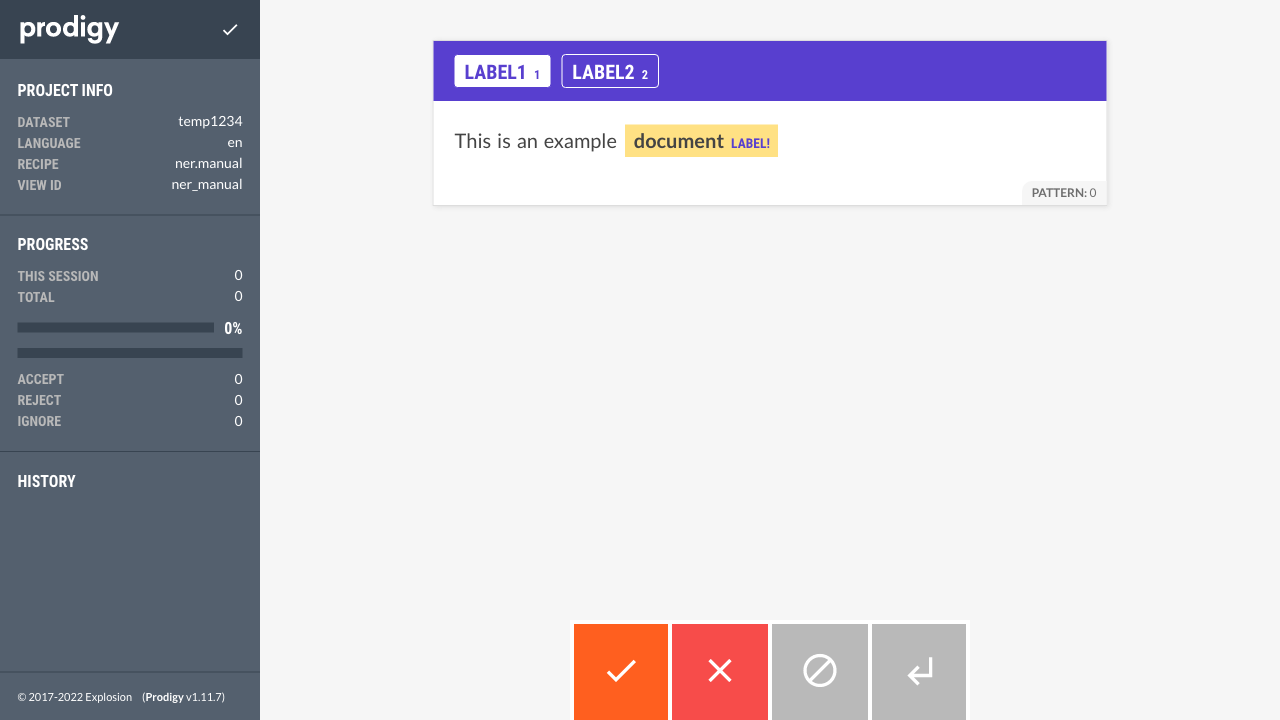 prodigy
PROJECT INFO
DATASET temp1234
LANGUAGE en
RECIPE ner.manual
VIEW ID ner_manual
PROGRESS
THIS SESSION 0
TOTAL 0
0%
ACCEPT 0
REJECT 0
IGNORE 0
HISTORY
© 2017-2022 Explosion (Prodigy v1.11.7)
LABEL1 1 LABEL2 2
This is an example document LABEL!
PATTERN: 0